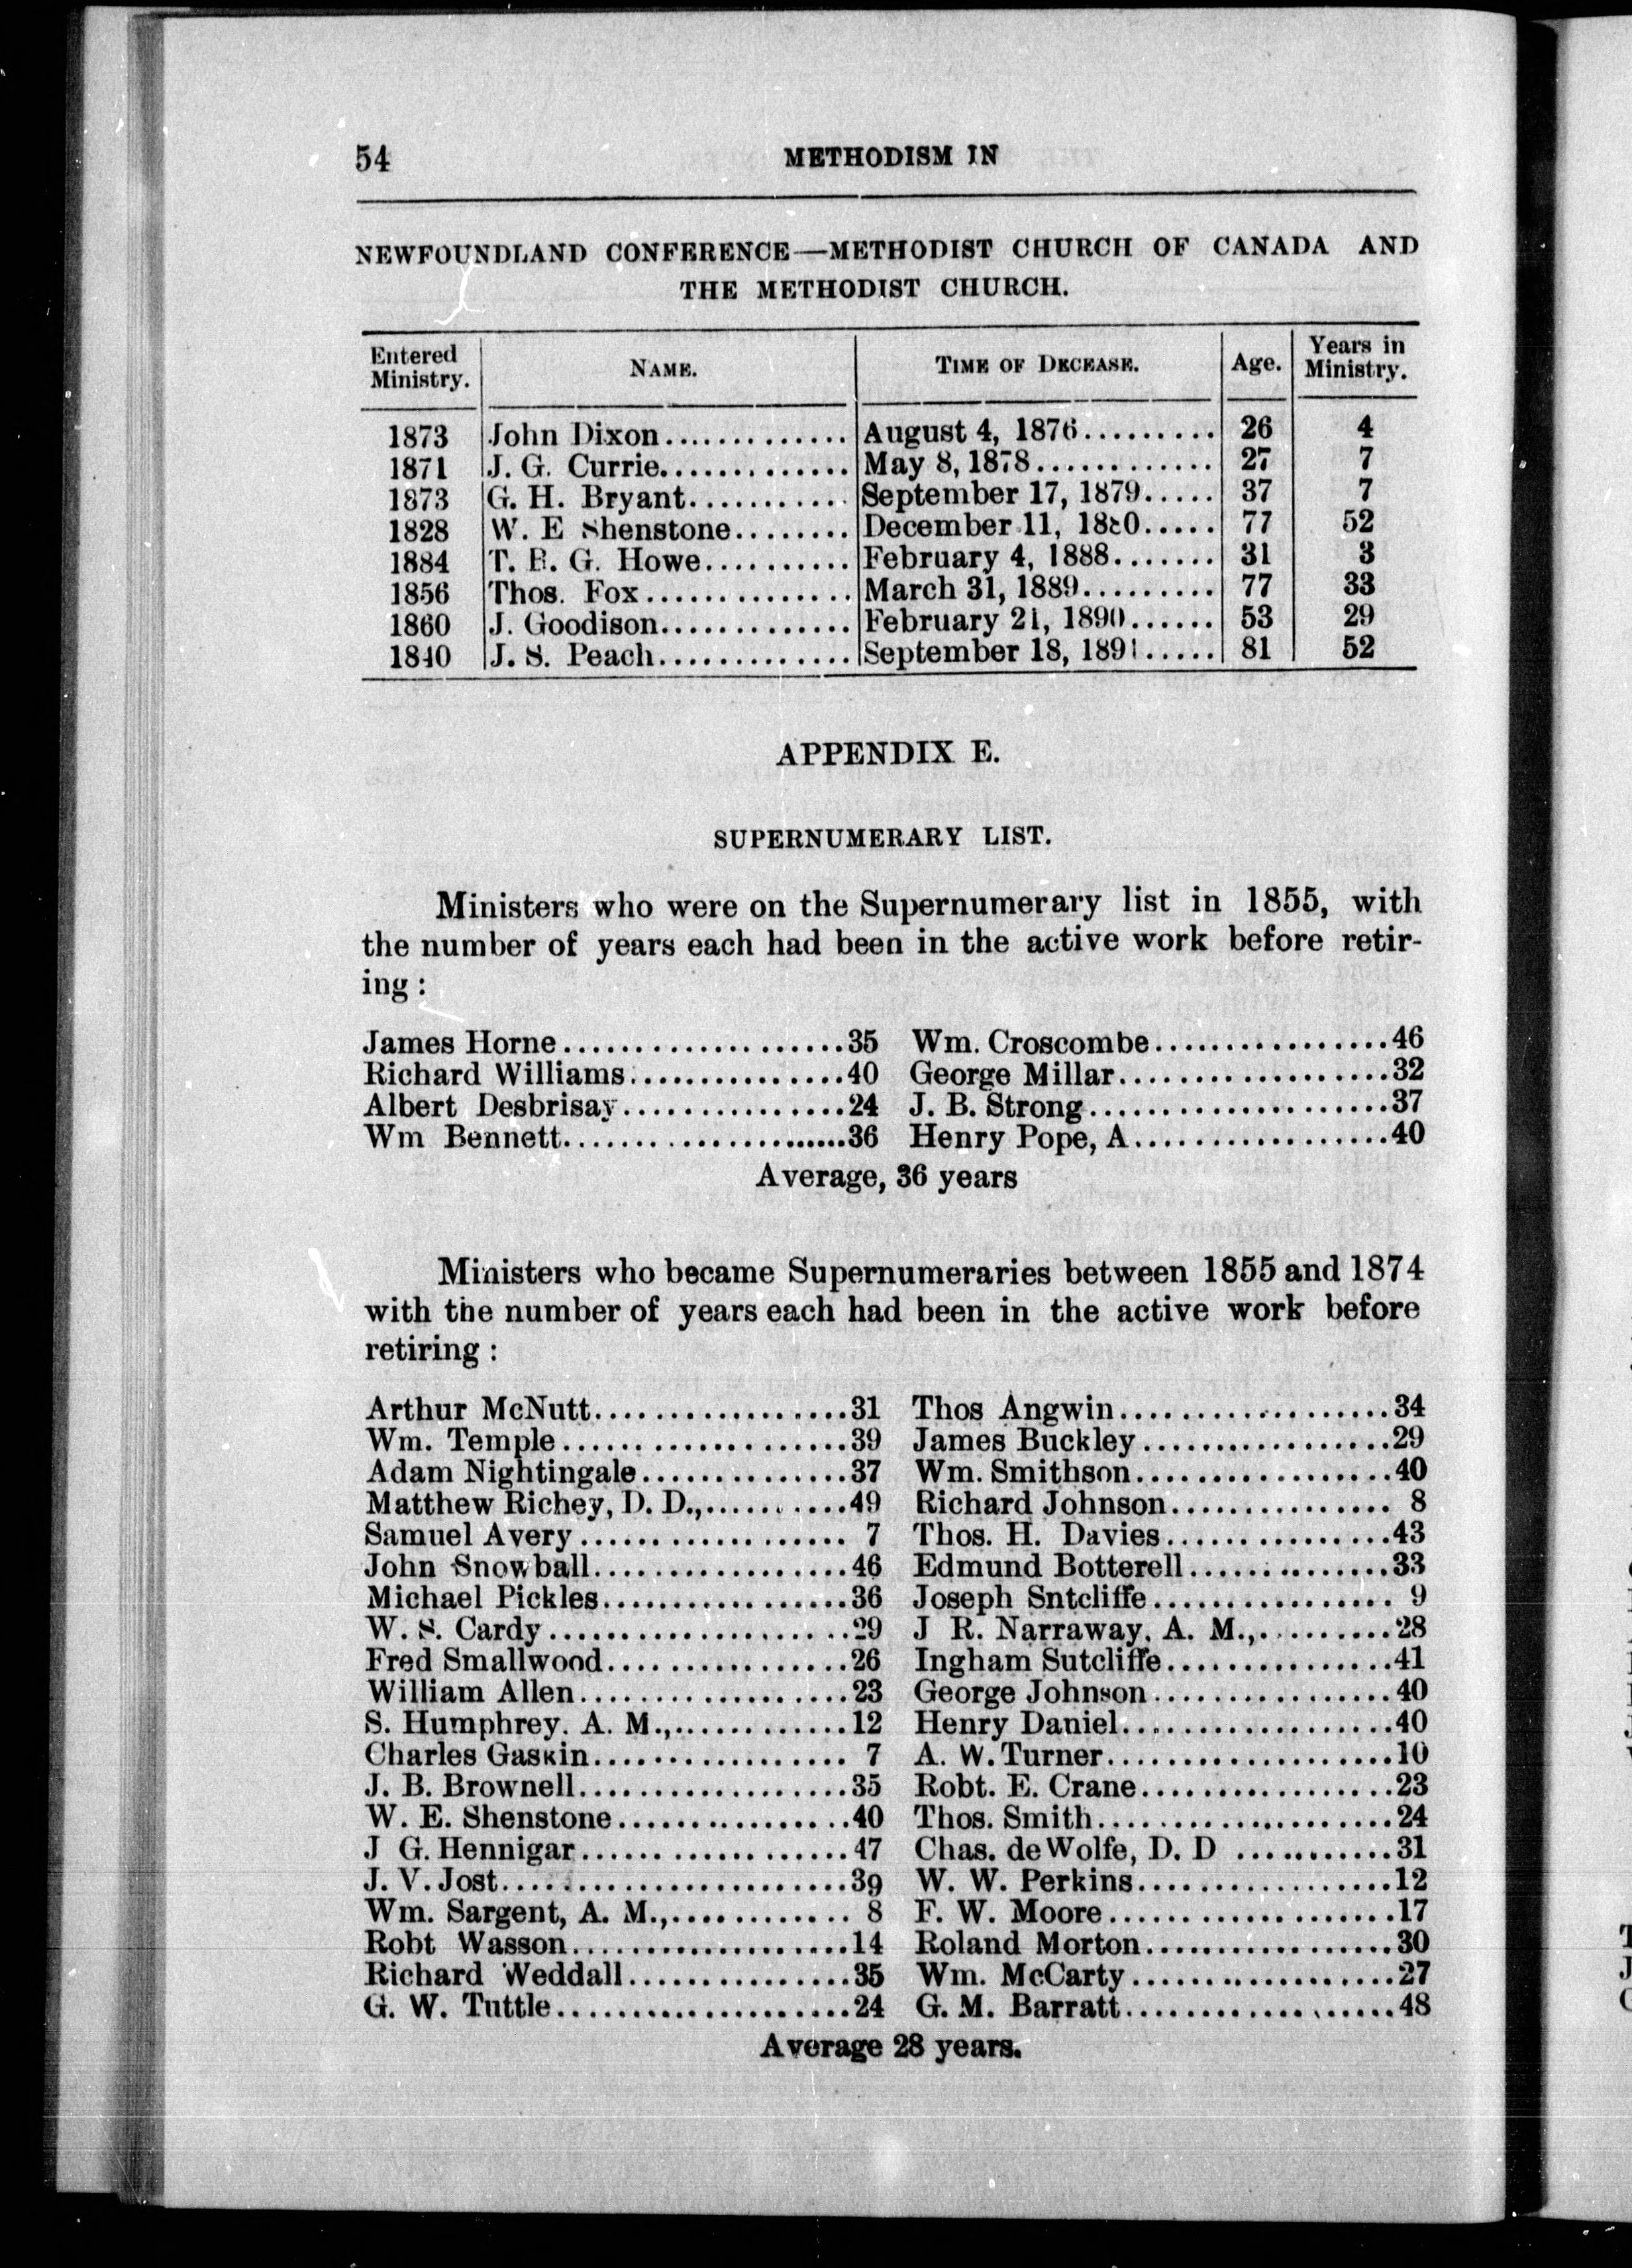 54 METHODISM IN
NEWFOUNDLAND CONFERENCE—METHODIST CHURCH OF CANADA AND
THE METHODIST CHURCH.
Entered Ministry. NAME. TIME OF DECEASE. Age. Years in Ministry.
1873 John Dixon............. August 4, 1876......... 26 4
1871 J. G. Currie............. May 8, 1878............ 27 7
1873 G. H. Bryant........... September 17, 1879..... 37 7
1828 W. E Shenstone........ December 11, 1880..... 77 52
1884 T. B. G. Howe.......... February 4, 1888....... 31 3
1856 Thos. Fox.............. March 31, 1889......... 77 33
1860 J. Goodison............. February 21, 1890...... 53 29
1840 J. S. Peach.............. September 18, 1891..... 81 52
APPENDIX E.
SUPERNUMERARY LIST.
Ministers who were on the Supernumerary list in 1855, with
the number of years each had been in the active work before retir-
ing :
James Horne...................35 Wm. Croscombe................46
Richard Williams...............40 George Millar...................32
Albert Desbrisay................24 J. B. Strong.....................37
Wm Bennett...................36 Henry Pope, A.................40
Average, 36 years
Ministers who became Supernumeraries between 1855 and 1874
with the number of years each had been in the active work before
retiring :
Arthur McNutt.................31 Thos Angwin...................34
Wm. Temple...................39 James Buckley.................29
Adam Nightingale..............37 Wm. Smithson..................40
Matthew Richey, D. D.,..........49 Richard Johnson............... 8
Samuel Avery.................. 7 Thos. H. Davies................43
John Snowball..................46 Edmund Botterell..............33
Michael Pickles.................36 Joseph Sntcliffe................ 9
W. S. Cardy.....................29 J R. Narraway, A. M.,..........28
Fred Smallwood.................26 Ingham Sutcliffe................41
William Allen...................23 George Johnson.................40
S. Humphrey. A. M.,............12 Henry Daniel...................40
Charles Gaskin.................. 7 A. W. Turner....................10
J. B. Brownell...................35 Robt. E. Crane..................23
W. E. Shenstone................40 Thos. Smith.....................24
J G. Hennigar...................47 Chas. de Wolfe, D. D ...........31
J. V. Jost........................39 W. W. Perkins..................12
Wm. Sargent, A. M.,............ 8 F. W. Moore....................17
Robt Wasson...................14 Roland Morton.................30
Richard Weddall................35 Wm. McCarty...................27
G. W. Tuttle....................24 G. M. Barratt...................48
Average 28 years.